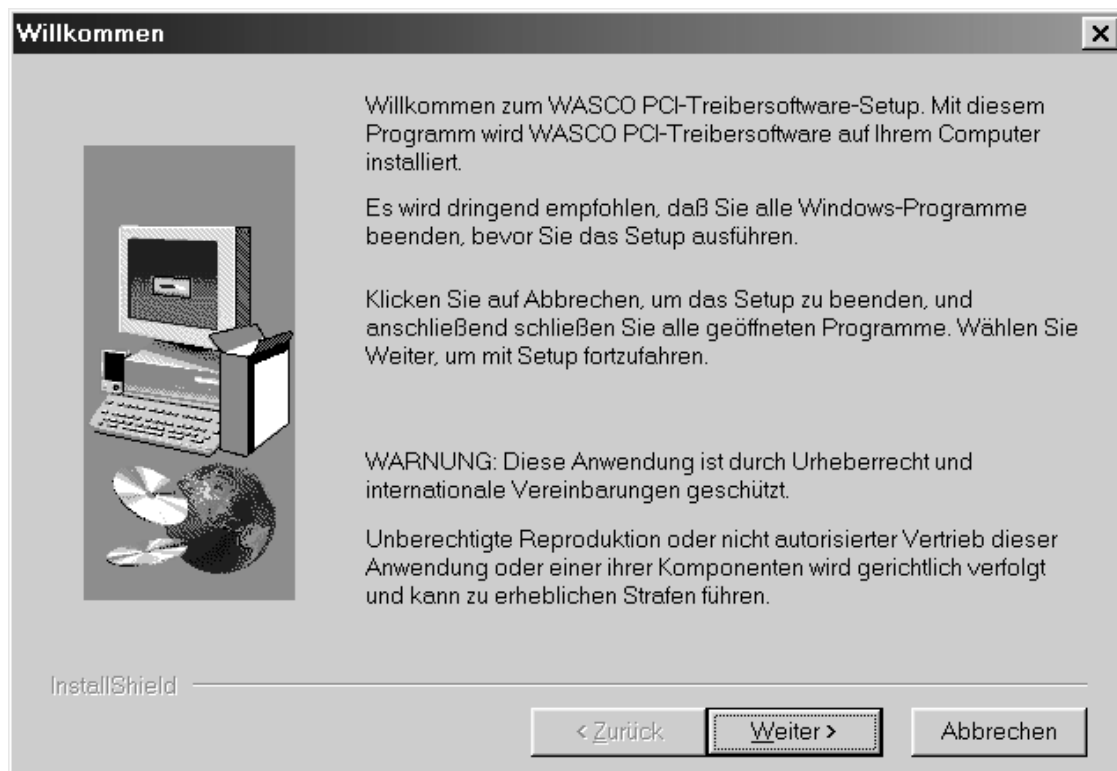 Willkommen
Willkommen zum WASCO PCI-Treibersoftware-Setup. Mit diesem
Programm wird WASCO PCI-Treibersoftware auf Ihrem Computer
installiert.
Es wird dringend empfohlen, daß Sie alle Windows-Programme
beenden, bevor Sie das Setup ausführen.
Klicken Sie auf Abbrechen, um das Setup zu beenden, und
anschließend schließen Sie alle geöffneten Programme. Wählen Sie
Weiter, um mit Setup fortzufahren.
WARNUNG: Diese Anwendung ist durch Urheberrecht und
internationale Vereinbarungen geschützt.
Unberechtigte Reproduktion oder nicht autorisierter Vertrieb dieser
Anwendung oder einer ihrer Komponenten wird gerichtlich verfolgt
und kann zu erheblichen Strafen führen.
InstallShield
< Zurück Weiter > Abbrechen